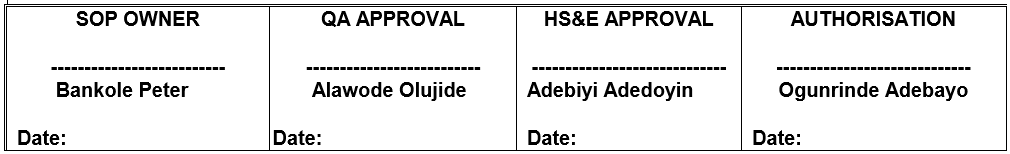 SOP OWNER QA APPROVAL HS&E APPROVAL AUTHORISATION
-------------------------- -------------------------- ----------------------------- -----------------------------
Bankole Peter Alawode Olujide Adebiyi Adedoyin Ogunrinde Adebayo
Date: Date: Date: Date: